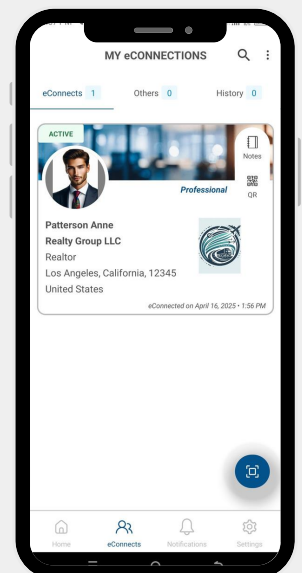 MY eCONNECTIONS
eConnects 1 Others 0 History 0
ACTIVE
Notes
QR
Professional
Patterson Anne
Realty Group LLC
Realtor
Los Angeles, California, 12345
United States
eConnected on April 16, 2025 • 1:56 PM
Home eConnects Notifications Settings